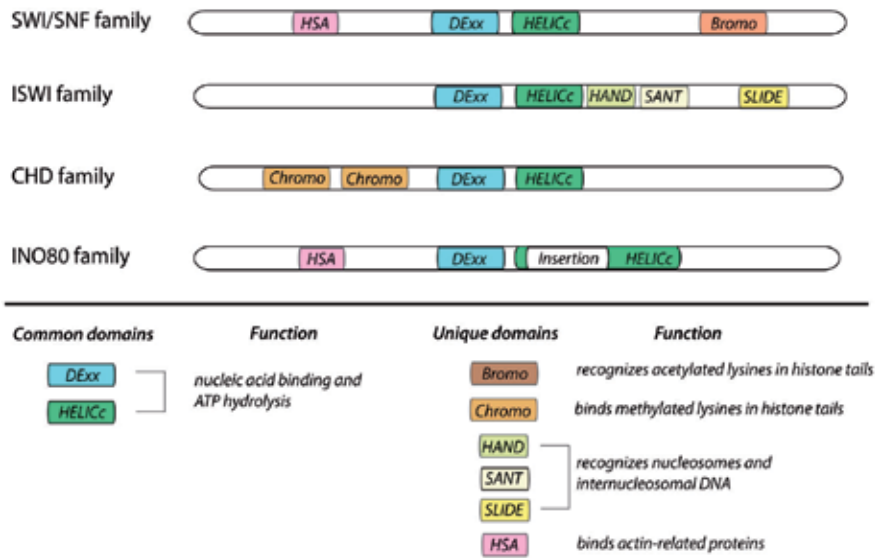 SWI/SNF family
HSA DExx HELICc Bromo
ISWI family
DExx HELICc HAND SANT SLIDE
CHD family
Chromo Chromo DExx HELICc
INO80 family
HSA DExx Insertion HELICc
Common domains Function Unique domains Function
DExx
HELICc
nucleic acid binding and
ATP hydrolysis
Bromo recognizes acetylated lysines in histone tails
Chromo binds methylated lysines in histone tails
HAND
SANT
SLIDE
recognizes nucleosomes and
internucleosomal DNA
HSA binds actin-related proteins